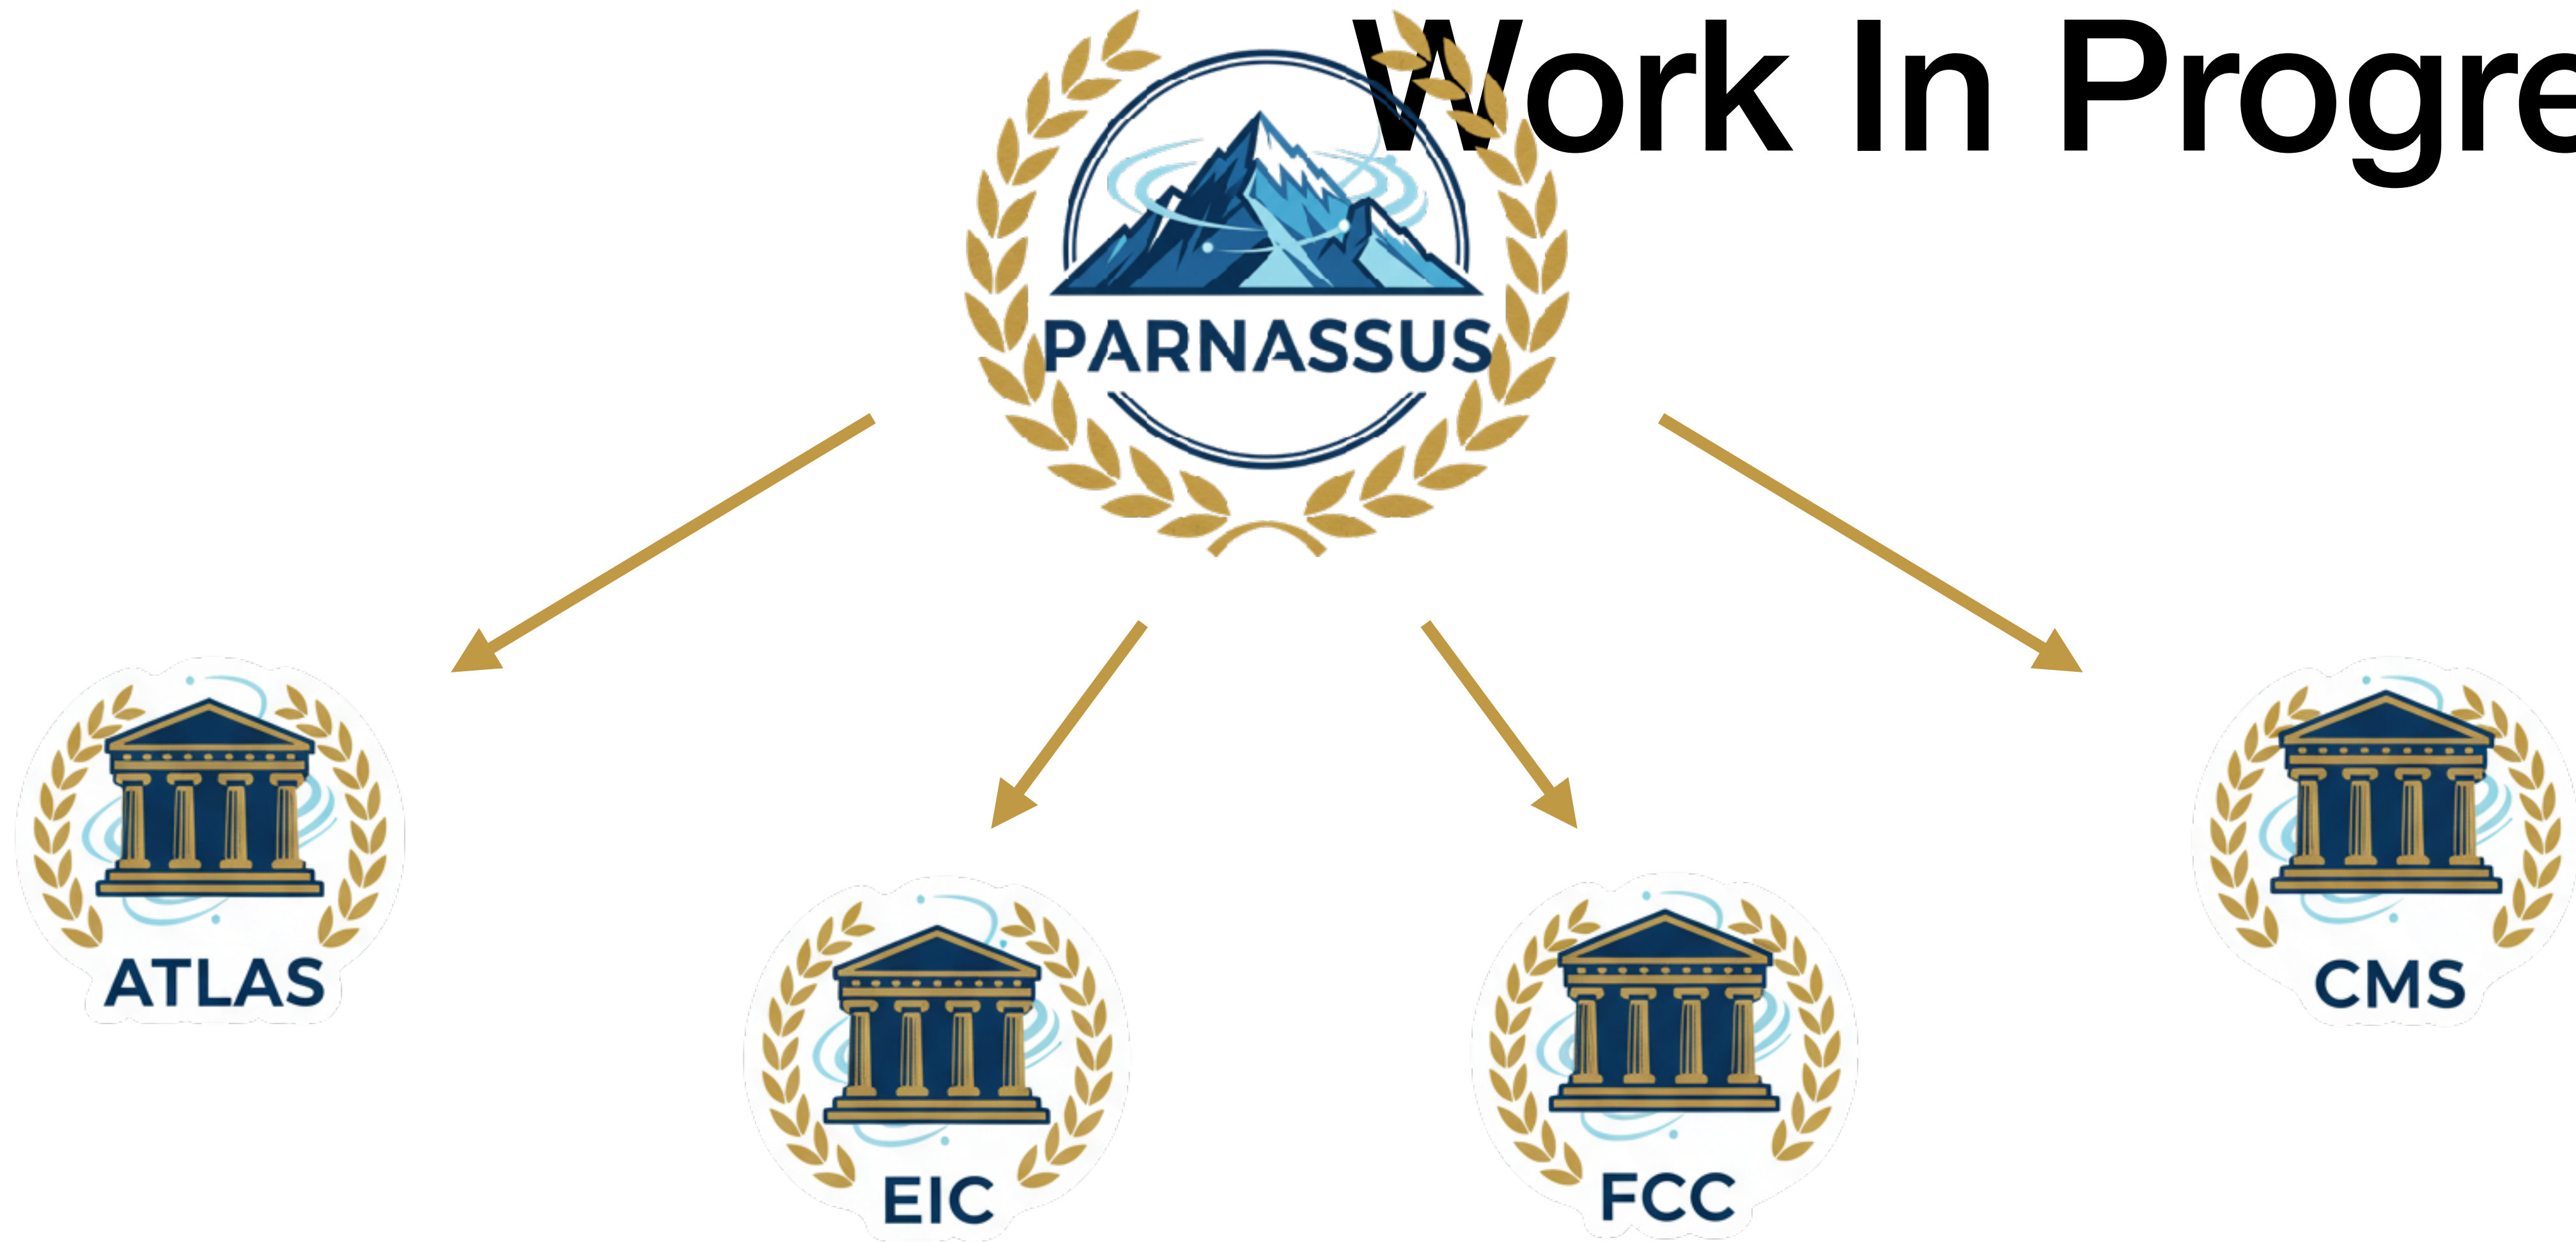 Work In Progre
PARNASSUS
ATLAS
CMS
EIC
FCC